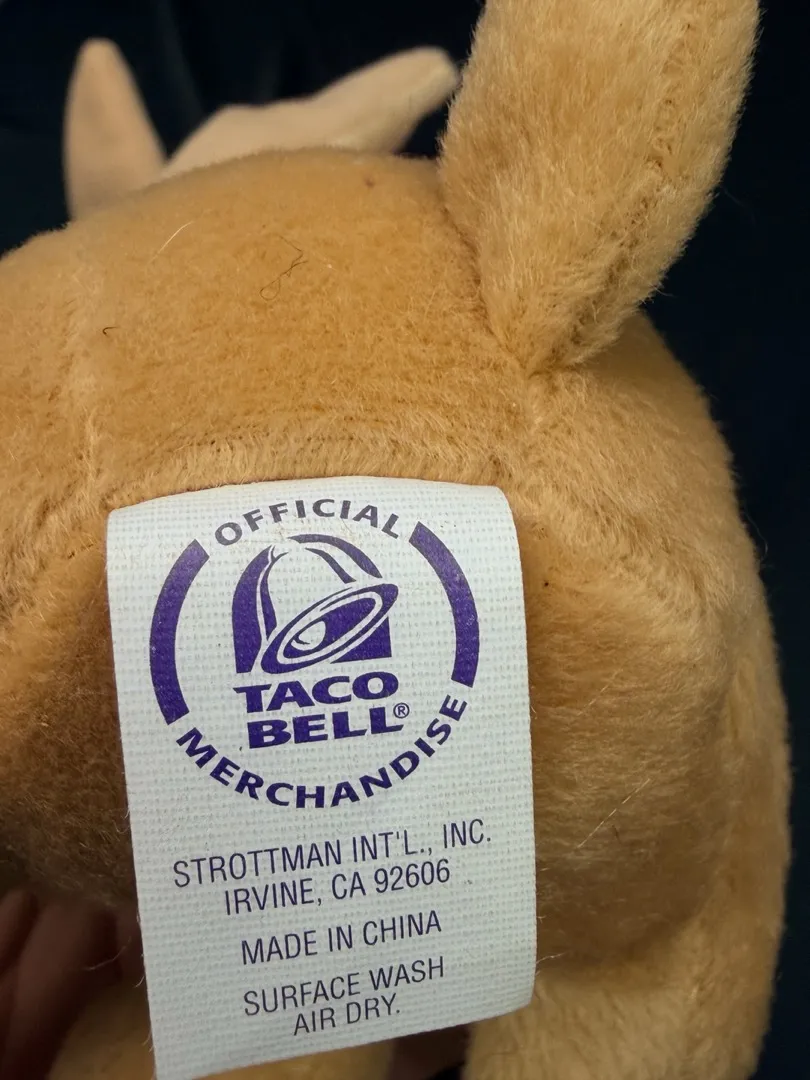 OFFICIAL
TACO
BELL®
MERCHANDISE
STROTTMAN INT'L., INC.
IRVINE, CA 92606
MADE IN CHINA
SURFACE WASH
AIR DRY.